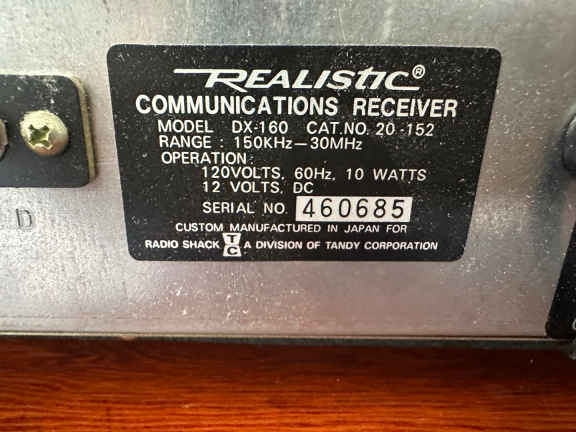 REALISTIC®
COMMUNICATIONS RECEIVER
MODEL DX-160 CAT.NO. 20-152
RANGE : 150KHz—30MHz
OPERATION:
120VOLTS, 60Hz, 10 WATTS
12 VOLTS, DC
SERIAL NO. 460685
CUSTOM MANUFACTURED IN JAPAN FOR
RADIO SHACK TC A DIVISION OF TANDY CORPORATION
D